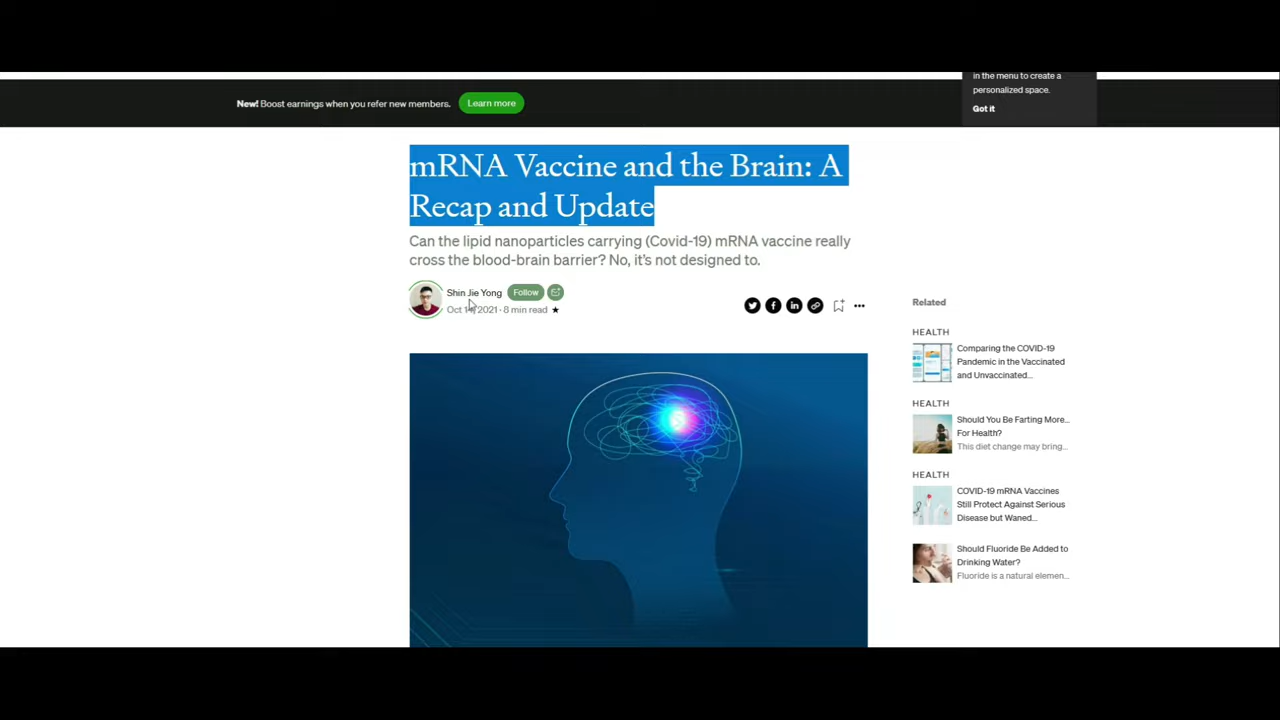 in the menu to create a
personalized space.
Got it
New! Boost earnings when you refer new members.
Learn more
mRNA Vaccine and the Brain: A
Recap and Update
Can the lipid nanoparticles carrying (Covid-19) mRNA vaccine really
cross the blood-brain barrier? No, it's not designed to.
Shin Jie Yong
Follow
Oct 14, 2021 · 8 min read
Related
HEALTH
Comparing the COVID-19
Pandemic in the Vaccinated
and Unvaccinated...
HEALTH
Should You Be Farting More...
For Health?
This diet change may bring...
HEALTH
COVID-19 mRNA Vaccines
Still Protect Against Serious
Disease but Waned...
Should Fluoride Be Added to
Drinking Water?
Fluoride is a natural elemen...